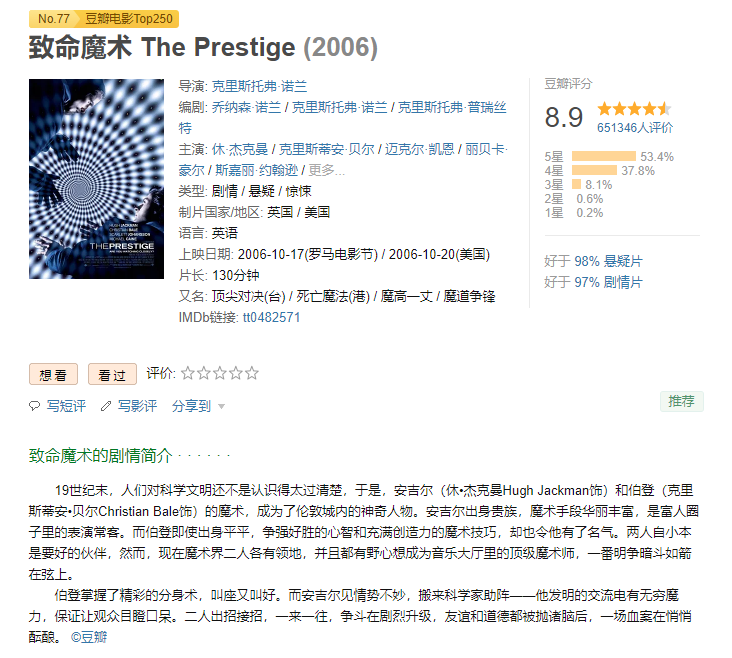 No.77 豆瓣电影Top250
致命魔术 The Prestige (2006)
导演: 克里斯托弗·诺兰
编剧: 乔纳森·诺兰 / 克里斯托弗·诺兰 / 克里斯托弗·普瑞丝
特
主演: 休·杰克曼 / 克里斯蒂安·贝尔 / 迈克尔·凯恩 / 丽贝卡·
豪尔 / 斯嘉丽·约翰逊 / 更多...
类型: 剧情 / 悬疑 / 惊悚
制片国家/地区: 英国 / 美国
语言: 英语
上映日期: 2006-10-17(罗马电影节) / 2006-10-20(美国)
片长: 130分钟
又名: 顶尖对决(台) / 死亡魔法(港) / 魔高一丈 / 魔道争锋
IMDb链接: tt0482571
HUGH JACKMAN
CHRISTIAN BALE
SCARLETT JOHANSSON
MICHAEL CAINE
THE PRESTIGE
ARE YOU WATCHING CLOSELY?
豆瓣评分
8.9
651346人评价
5星 53.4%
4星 37.8%
3星 8.1%
2星 0.6%
1星 0.2%
好于 98% 悬疑片
好于 97% 剧情片
想看 看过 评价:
写短评 写影评 分享到
推荐
致命魔术的剧情简介 · · · · · ·
19世纪末，人们对科学文明还不是认识得太过清楚，于是，安吉尔（休•杰克曼Hugh Jackman饰）和伯登（克里
斯蒂安•贝尔Christian Bale饰）的魔术，成为了伦敦城内的神奇人物。安吉尔出身贵族，魔术手段华丽丰富，是富人圈
子里的表演常客。而伯登即使出身平平，争强好胜的心智和充满创造力的魔术技巧，却也令他有了名气。两人自小本
是要好的伙伴，然而，现在魔术界二人各有领地，并且都有野心想成为音乐大厅里的顶级魔术师，一番明争暗斗如箭
在弦上。
伯登掌握了精彩的分身术，叫座又叫好。而安吉尔见情势不妙，搬来科学家助阵——他发明的交流电有无穷魔
力，保证让观众目瞪口呆。二人出招接招，一来一往，争斗在剧烈升级，友谊和道德都被抛诸脑后，一场血案在悄悄
酝酿。 ©豆瓣